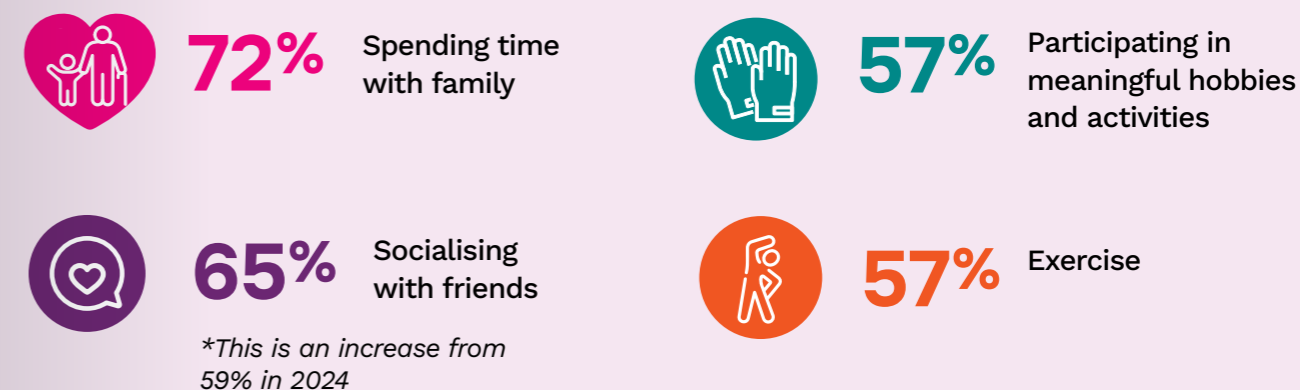 72%
Spending time
with family
57%
Participating in
meaningful hobbies
and activities
65%
Socialising
with friends
*This is an increase from
59% in 2024
57%
Exercise